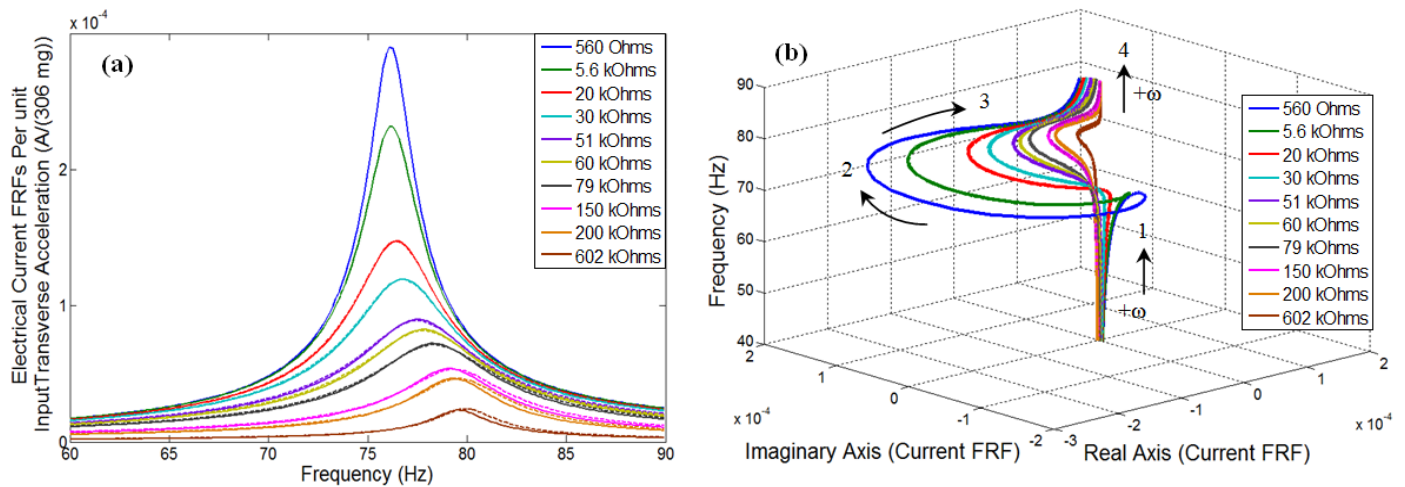 x 10⁻⁴
Electrical Current FRFs Per unit
Input Transverse Acceleration (A/(306 mg))
(a)
2
1
0
60 65 70 75 80 85 90
Frequency (Hz)
560 Ohms
5.6 kOhms
20 kOhms
30 kOhms
51 kOhms
60 kOhms
79 kOhms
150 kOhms
200 kOhms
602 kOhms
(b)
Frequency (Hz)
90
80
70
60
50
40
4
+ω
3
2
1
+ω
2
1
0
-1
-2
x 10⁻⁴
Imaginary Axis (Current FRF)
-3
-2
-1
0
1
2
x 10⁻⁴
Real Axis (Current FRF)
560 Ohms
5.6 kOhms
20 kOhms
30 kOhms
51 kOhms
60 kOhms
79 kOhms
150 kOhms
200 kOhms
602 kOhms